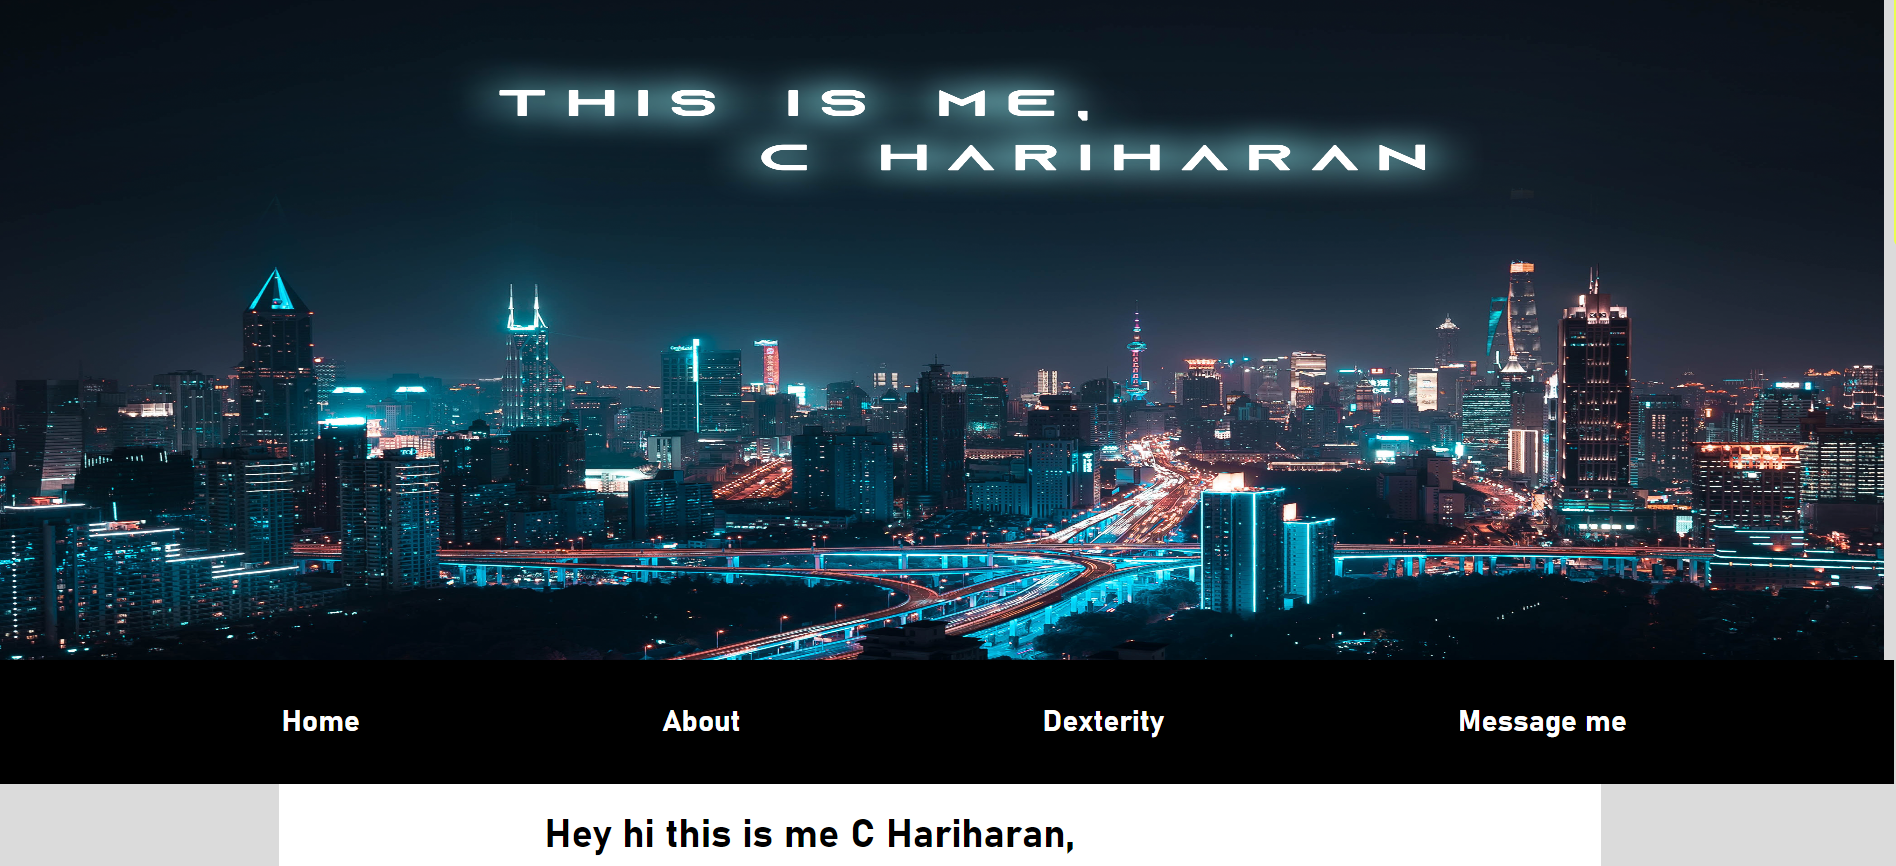 THIS IS ME,
C HARIHARAN
Home About Dexterity Message me
Hey hi this is me C Hariharan,